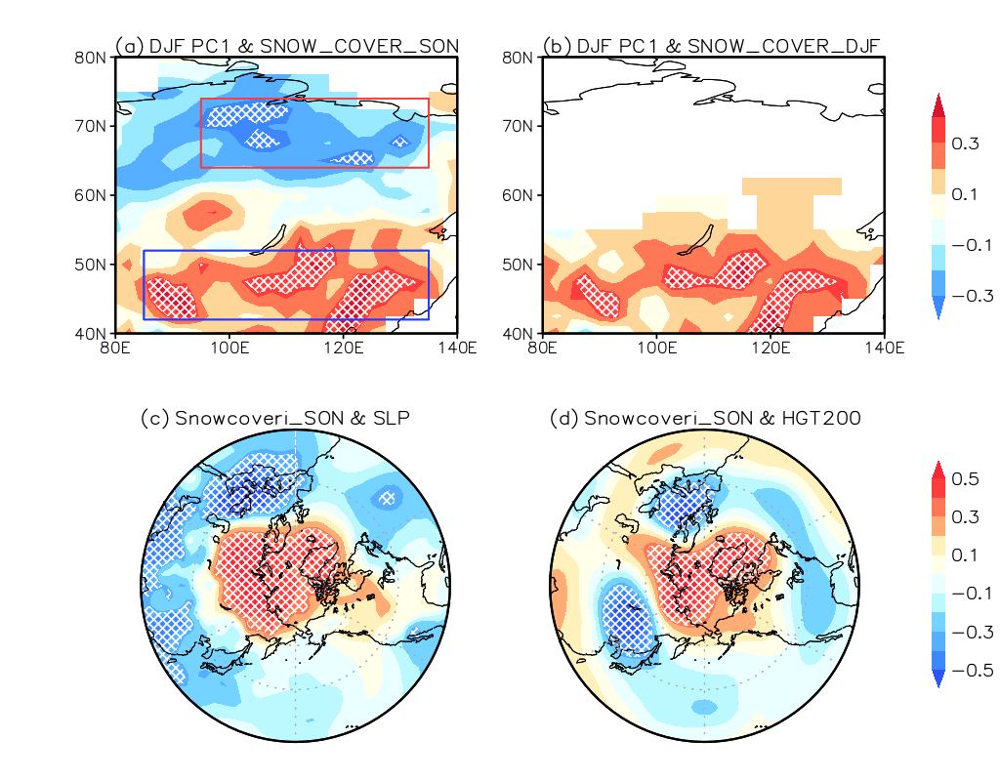 (a) DJF PC1 & SNOW_COVER_SON
(b) DJF PC1 & SNOW_COVER_DJF
80N
70N
60N
50N
40N
80E
100E
120E
140E
80N
70N
60N
50N
40N
80E
100E
120E
140E
0.3
0.1
−0.1
−0.3
(c) Snowcoveri_SON & SLP
(d) Snowcoveri_SON & HGT200
0.5
0.3
0.1
−0.1
−0.3
−0.5